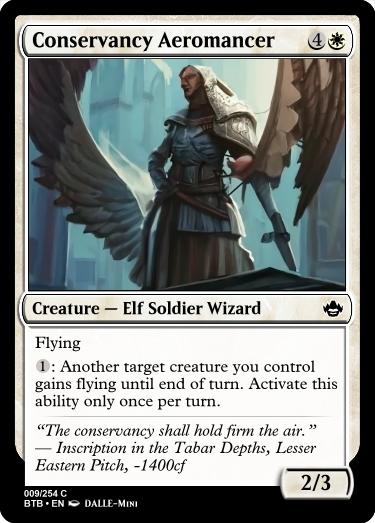 Conservancy Aeromancer 4
Creature — Elf Soldier Wizard
Flying
1: Another target creature you control
gains flying until end of turn. Activate this
ability only once per turn.
“The conservancy shall hold firm the air.”
— Inscription in the Tabar Depths, Lesser
Eastern Pitch, -1400cf
2/3
009/254 C
BTB • EN DALLE-Mini